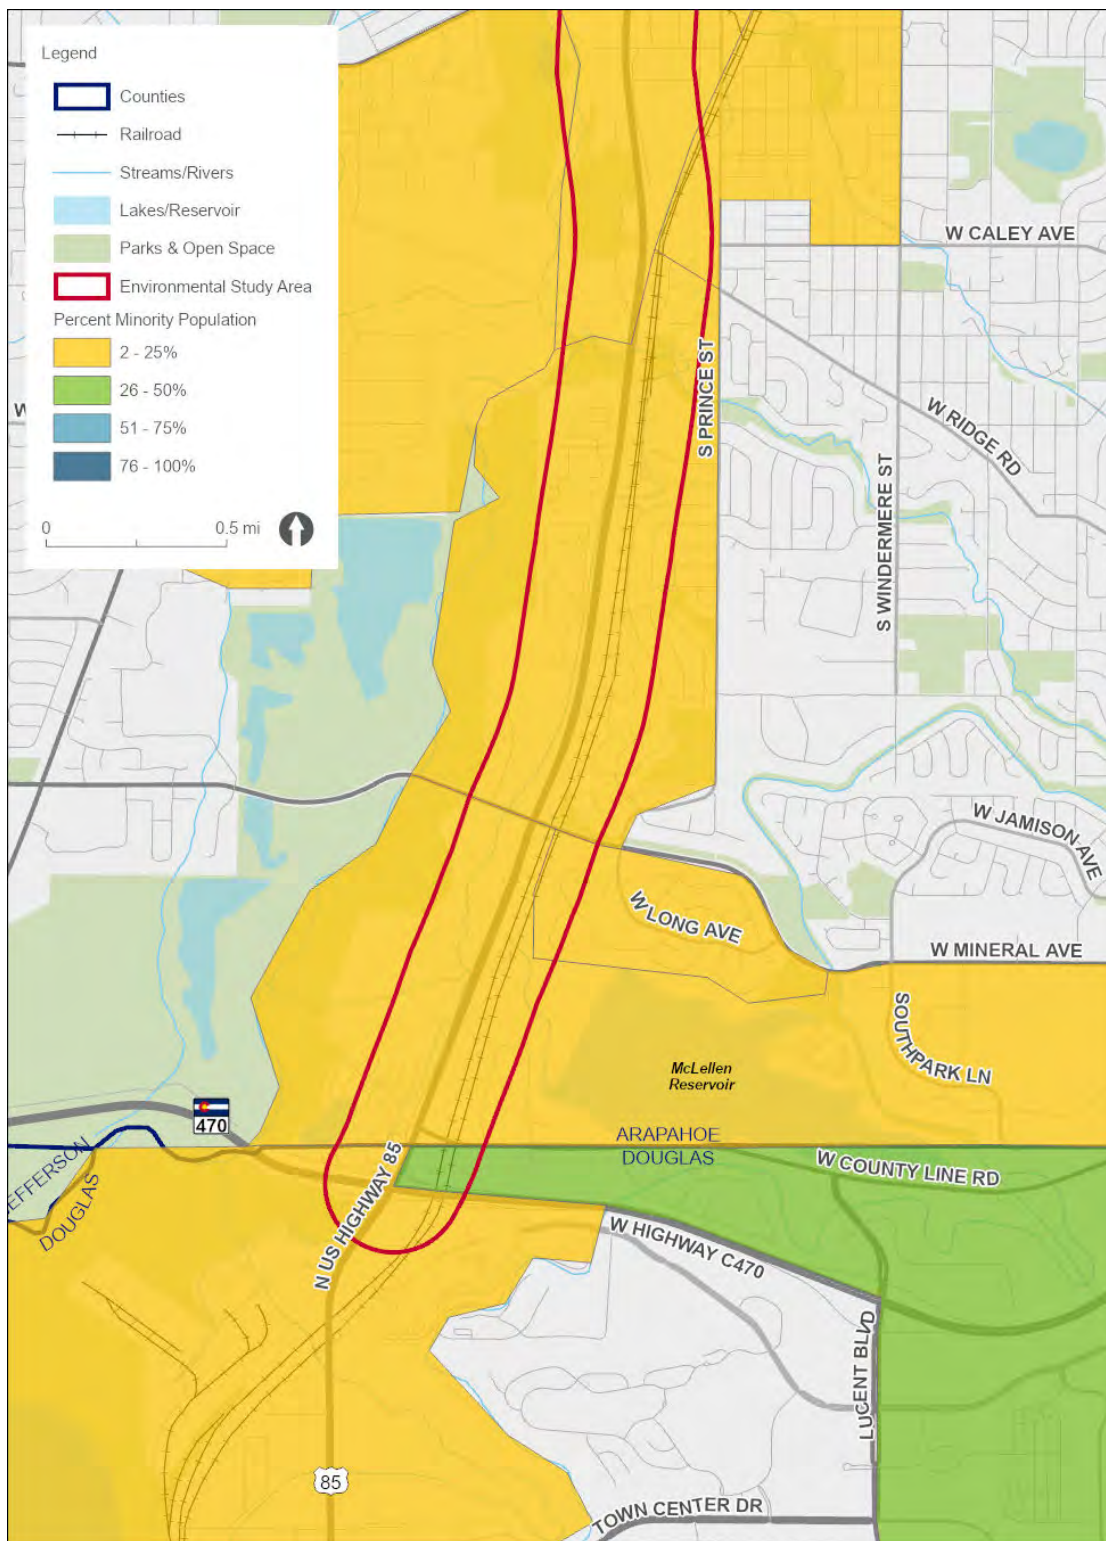 Legend
Counties
Railroad
Streams/Rivers
Lakes/Reservoir
Parks & Open Space
Environmental Study Area
Percent Minority Population
2 - 25%
26 - 50%
51 - 75%
76 - 100%
0 0.5 mi
W
W CALEY AVE
S PRINCE ST
W RIDGE RD
S WINDERMERE ST
W JAMISON AVE
W LONG AVE
W MINERAL AVE
SOUTHPARK LN
McLellen
Reservoir
470
ARAPAHOE
DOUGLAS
W COUNTY LINE RD
JEFFERSON
DOUGLAS
N US HIGHWAY 85
W HIGHWAY C470
LUCENT BLVD
85
TOWN CENTER DR